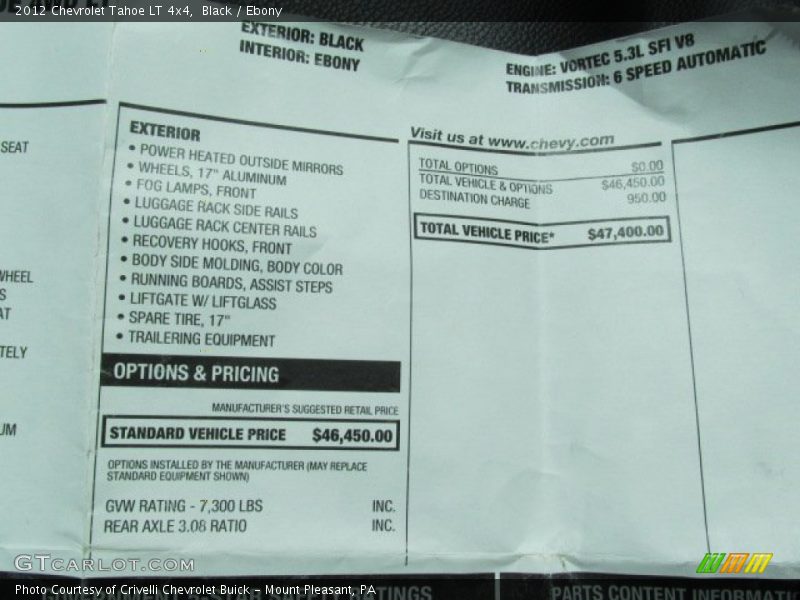 2012 Chevrolet Tahoe LT 4x4, Black / Ebony
EXTERIOR: BLACK
INTERIOR: EBONY
ENGINE: VORTEC 5.3L SFI V8
TRANSMISSION: 6 SPEED AUTOMATIC
SEAT
WHEEL
S
AT
TELY
UM
EXTERIOR
• POWER HEATED OUTSIDE MIRRORS
• WHEELS, 17" ALUMINUM
• FOG LAMPS, FRONT
• LUGGAGE RACK SIDE RAILS
• LUGGAGE RACK CENTER RAILS
• RECOVERY HOOKS, FRONT
• BODY SIDE MOLDING, BODY COLOR
• RUNNING BOARDS, ASSIST STEPS
• LIFTGATE W/ LIFTGLASS
• SPARE TIRE, 17"
• TRAILERING EQUIPMENT
OPTIONS & PRICING
MANUFACTURER'S SUGGESTED RETAIL PRICE
STANDARD VEHICLE PRICE $46,450.00
OPTIONS INSTALLED BY THE MANUFACTURER (MAY REPLACE
STANDARD EQUIPMENT SHOWN)
GVW RATING - 7,300 LBS INC.
REAR AXLE 3.08 RATIO INC.
Visit us at www.chevy.com
TOTAL OPTIONS $0.00
TOTAL VEHICLE & OPTIONS $46,450.00
DESTINATION CHARGE 950.00
TOTAL VEHICLE PRICE* $47,400.00
GTCARLOT.COM
GOVERNMENT 5-STAR SAFETY RATINGS
PARTS CONTENT INFORMATION
Photo Courtesy of Crivelli Chevrolet Buick - Mount Pleasant, PA